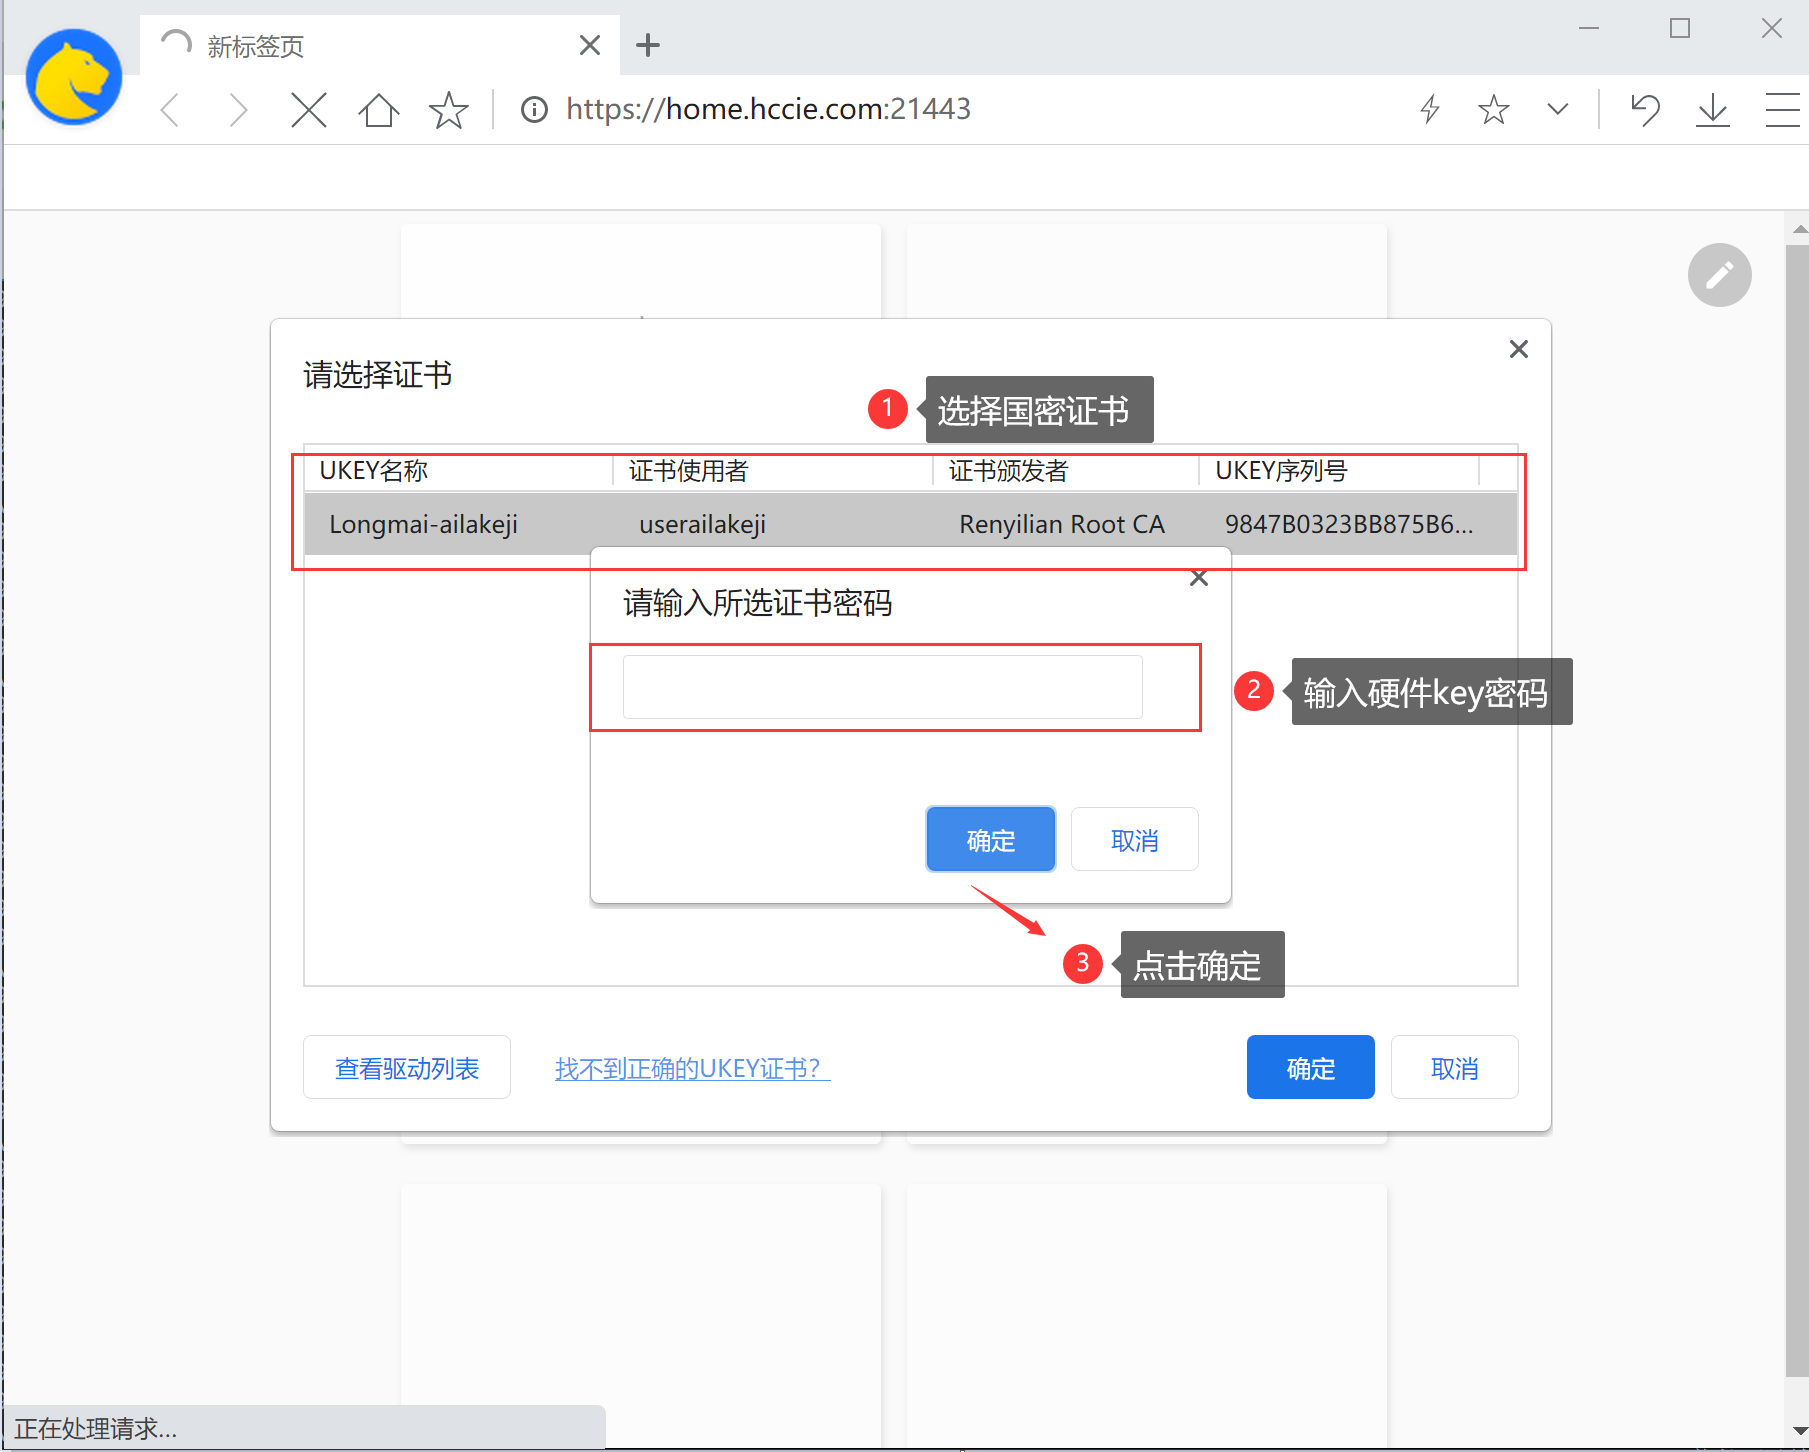 新标签页
https://home.hccie.com:21443
请选择证书
1 选择国密证书
UKEY名称 证书使用者 证书颁发者 UKEY序列号
Longmai-ailakeji userailakeji Renyilian Root CA 9847B0323BB875B6...
请输入所选证书密码
2 输入硬件key密码
确定 取消
3 点击确定
查看驱动列表 找不到正确的UKEY证书? 确定 取消
正在处理请求...